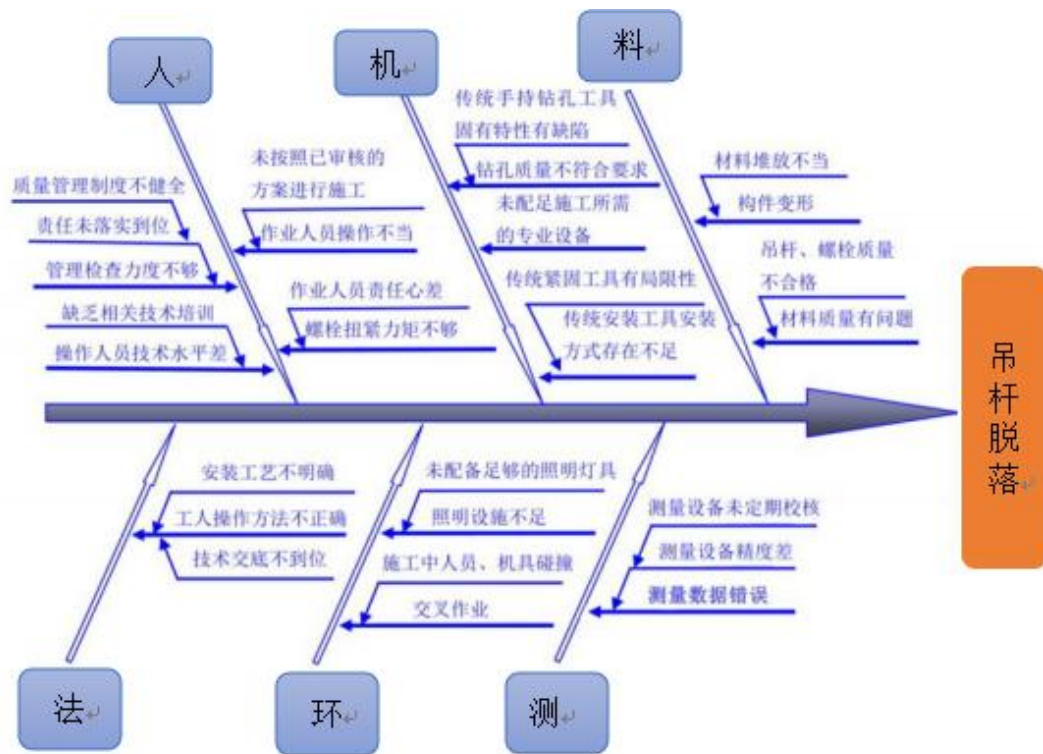 人
机
料
质量管理制度不健全
责任未落实到位
管理检查力度不够
缺乏相关技术培训
操作人员技术水平差
未按照已审核的
方案进行施工
作业人员操作不当
作业人员责任心差
螺栓扭紧力矩不够
传统手持钻孔工具
固有特性有缺陷
钻孔质量不符合要求
未配足施工所需
的专业设备
传统紧固工具有局限性
传统安装工具安装
方式存在不足
材料堆放不当
构件变形
吊杆、螺栓质量
不合格
材料质量有问题
吊杆脱落
安装工艺不明确
工人操作方法不正确
技术交底不到位
未配备足够的照明灯具
照明设施不足
施工中人员、机具碰撞
交叉作业
测量设备未定期校核
测量设备精度差
测量数据错误
法
环
测